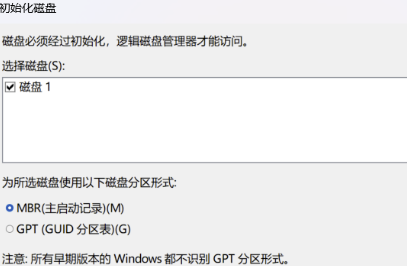 初始化磁盘
磁盘必须经过初始化，逻辑磁盘管理器才能访问。
选择磁盘(S):
磁盘 1
为所选磁盘使用以下磁盘分区形式:
MBR(主启动记录)(M)
GPT (GUID 分区表)(G)
注意: 所有早期版本的 Windows 都不识别 GPT 分区形式。